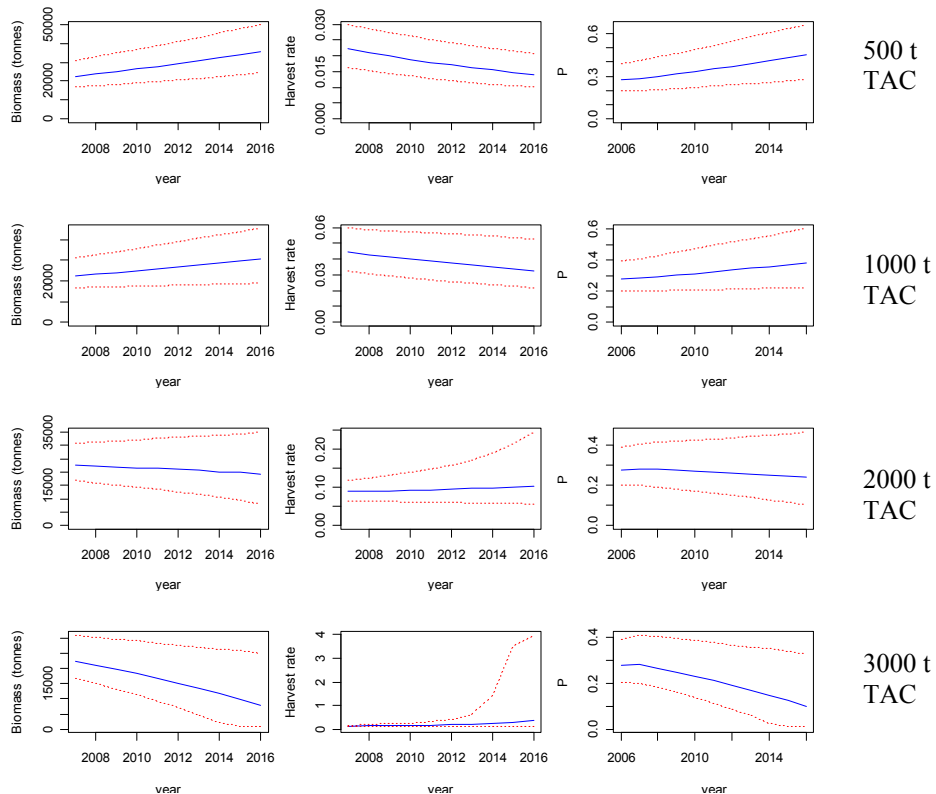 Biomass (tonnes)
0 20000 50000
2008 2010 2012 2014 2016
year
Harvest rate
0.000 0.015 0.030
2008 2010 2012 2014 2016
year
P
0.0 0.3 0.6
2006 2010 2014
year
500 t
TAC
Biomass (tonnes)
0 20000
2008 2010 2012 2014 2016
year
Harvest rate
0.00 0.03 0.06
2008 2010 2012 2014 2016
year
P
0.0 0.2 0.4 0.6
2006 2010 2014
year
1000 t
TAC
Biomass (tonnes)
0 15000 35000
2008 2010 2012 2014 2016
year
Harvest rate
0.00 0.10 0.20
2008 2010 2012 2014 2016
year
P
0.0 0.2 0.4
2006 2010 2014
year
2000 t
TAC
Biomass (tonnes)
0 15000
2008 2010 2012 2014 2016
year
Harvest rate
0 1 2 3 4
2008 2010 2012 2014 2016
year
P
0.0 0.2 0.4
2006 2010 2014
year
3000 t
TAC